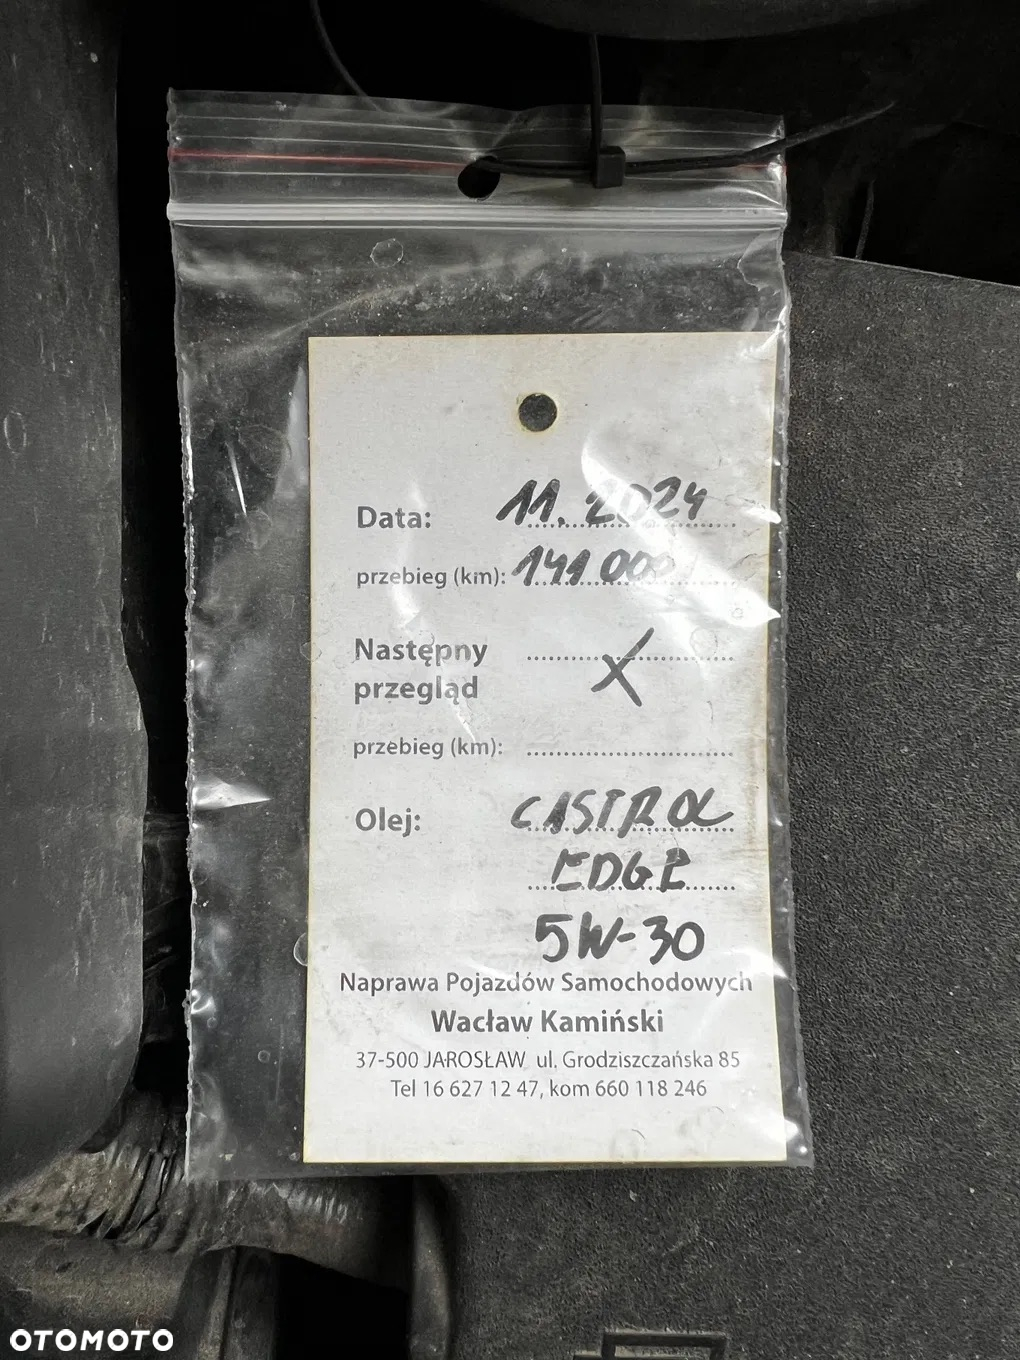 Data: 11.2024
przebieg (km): 141 000
Następny
przegląd X
przebieg (km):
Olej: CASTROL
EDGE
5W-30
Naprawa Pojazdów Samochodowych
Wacław Kamiński
37-500 JAROSŁAW ul. Grodziszczańska 85
Tel 16 627 12 47, kom 660 118 246
OTOMOTO